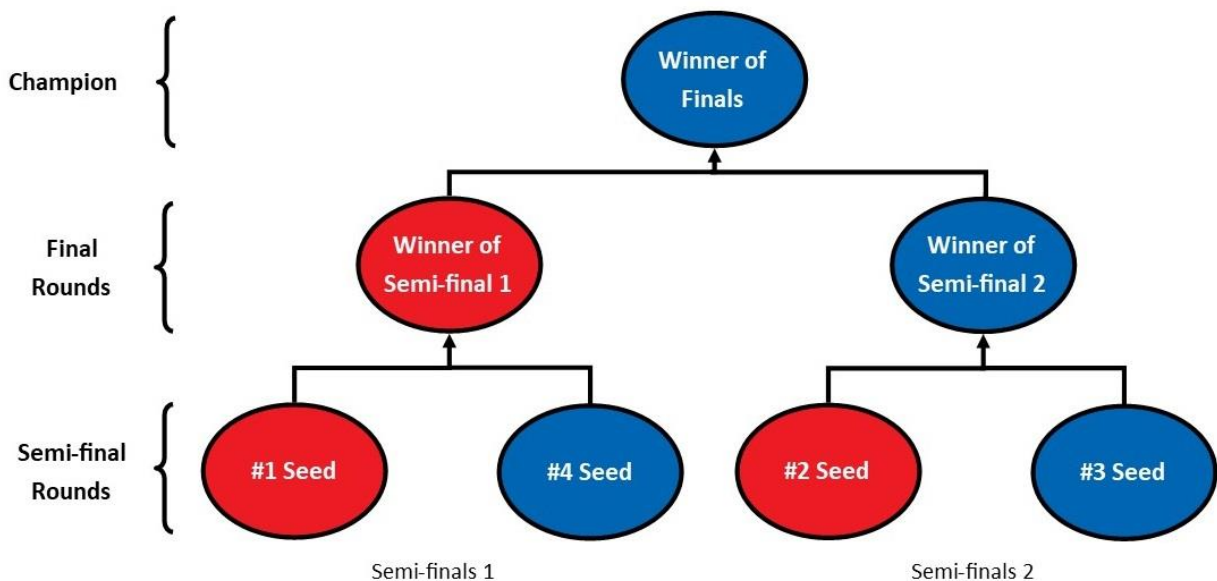 Champion
Winner of
Finals
Final
Rounds
Winner of
Semi-final 1
Winner of
Semi-final 2
Semi-final
Rounds
#1 Seed
#4 Seed
#2 Seed
#3 Seed
Semi-finals 1
Semi-finals 2